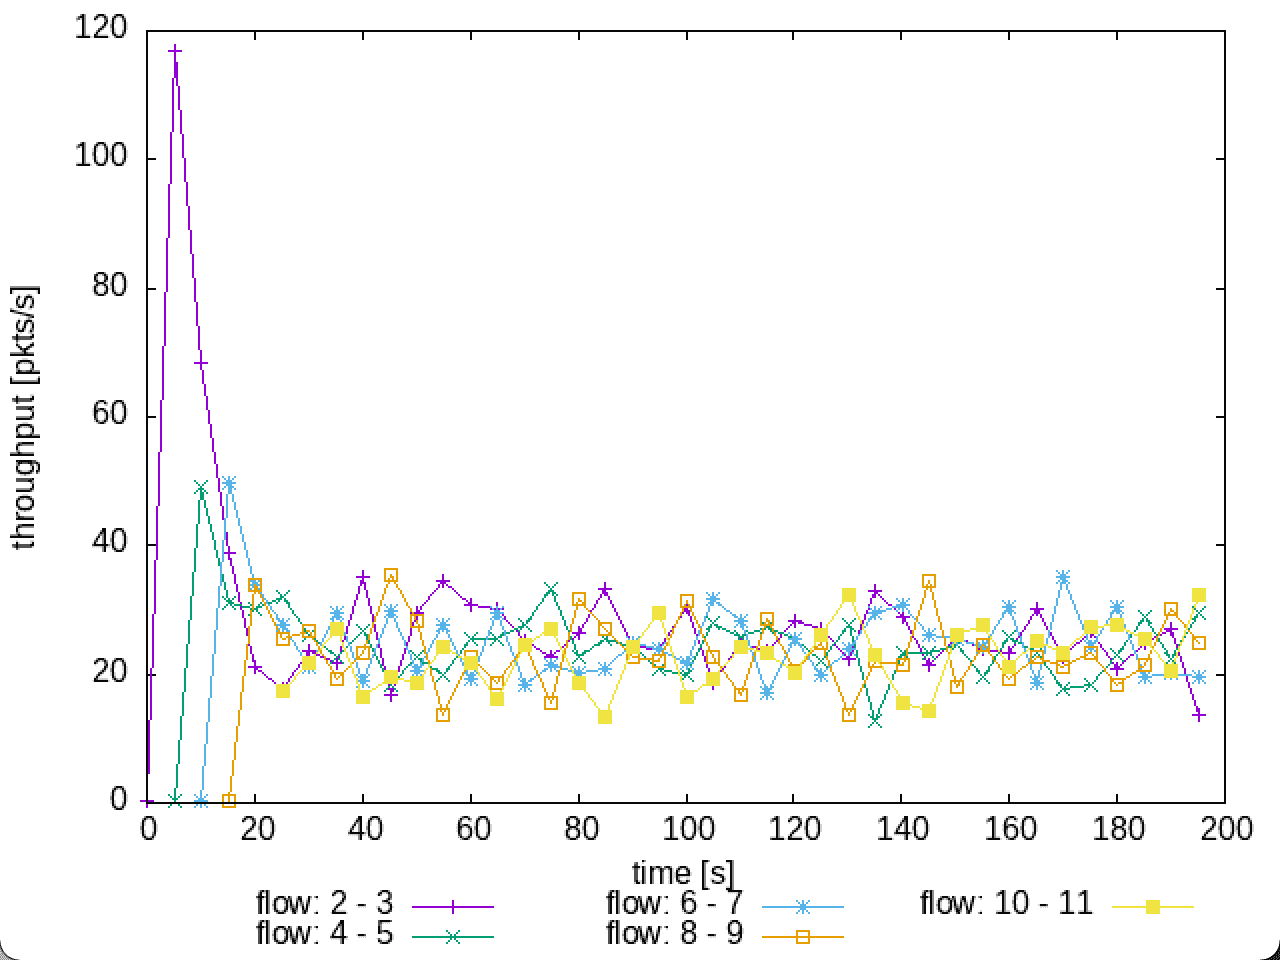 120
100
80
60
40
20
0
throughput [pkts/s]
0 20 40 60 80 100 120 140 160 180 200
time [s]
flow: 2 - 3 flow: 6 - 7 flow: 10 - 11
flow: 4 - 5 flow: 8 - 9